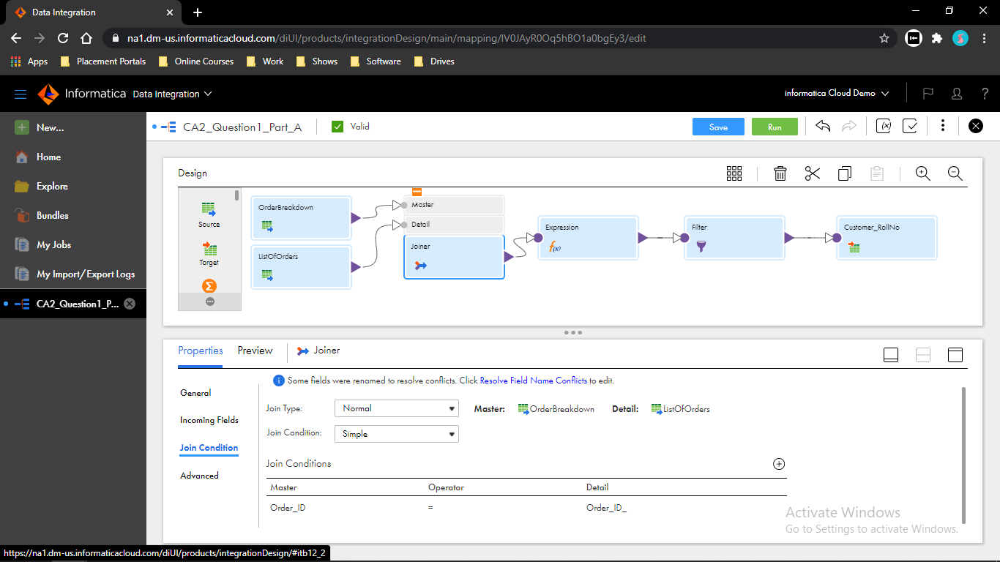 Data Integration
na1.dm-us.informaticacloud.com/diUI/products/integrationDesign/main/mapping/lV0JAyR0Oq5hBO1a0bgEy3/edit
Apps Placement Portals Online Courses Work Shows Software Drives
Informatica Data Integration informatica Cloud Demo ?
New...
Home
Explore
Bundles
My Jobs
My Import/Export Logs
CA2_Question1_P...
CA2_Question1_Part_A Valid Save Run
Design
Source
Target
OrderBreakdown
ListOfOrders
Master
Detail
Joiner
Expression
f(x)
Filter
Customer_RollNo
Properties Preview Joiner
General
Incoming Fields
Join Condition
Advanced
Some fields were renamed to resolve conflicts. Click Resolve Field Name Conflicts to edit.
Join Type: Normal Master: OrderBreakdown Detail: ListOfOrders
Join Condition: Simple
Join Conditions
Master Operator Detail
Order_ID = Order_ID_
Activate Windows
Go to Settings to activate Windows.
https://na1.dm-us.informaticacloud.com/diUI/products/integrationDesign/#itb12_2